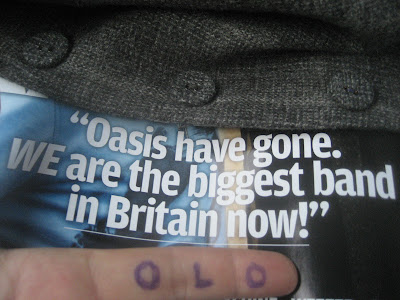 “Oasis have gone.
WE are the biggest band
in Britain now!”
OLO